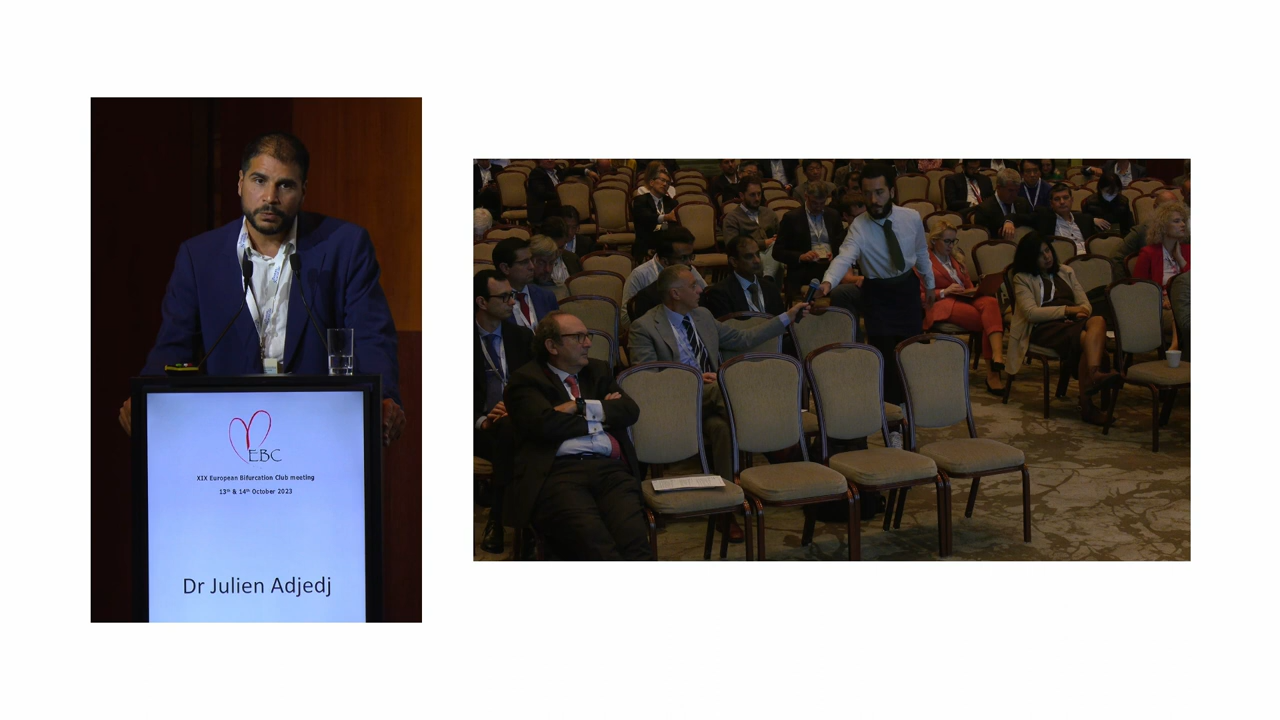 EBC
XIX European Bifurcation Club meeting
13th & 14th October 2023
Dr Julien Adjedj